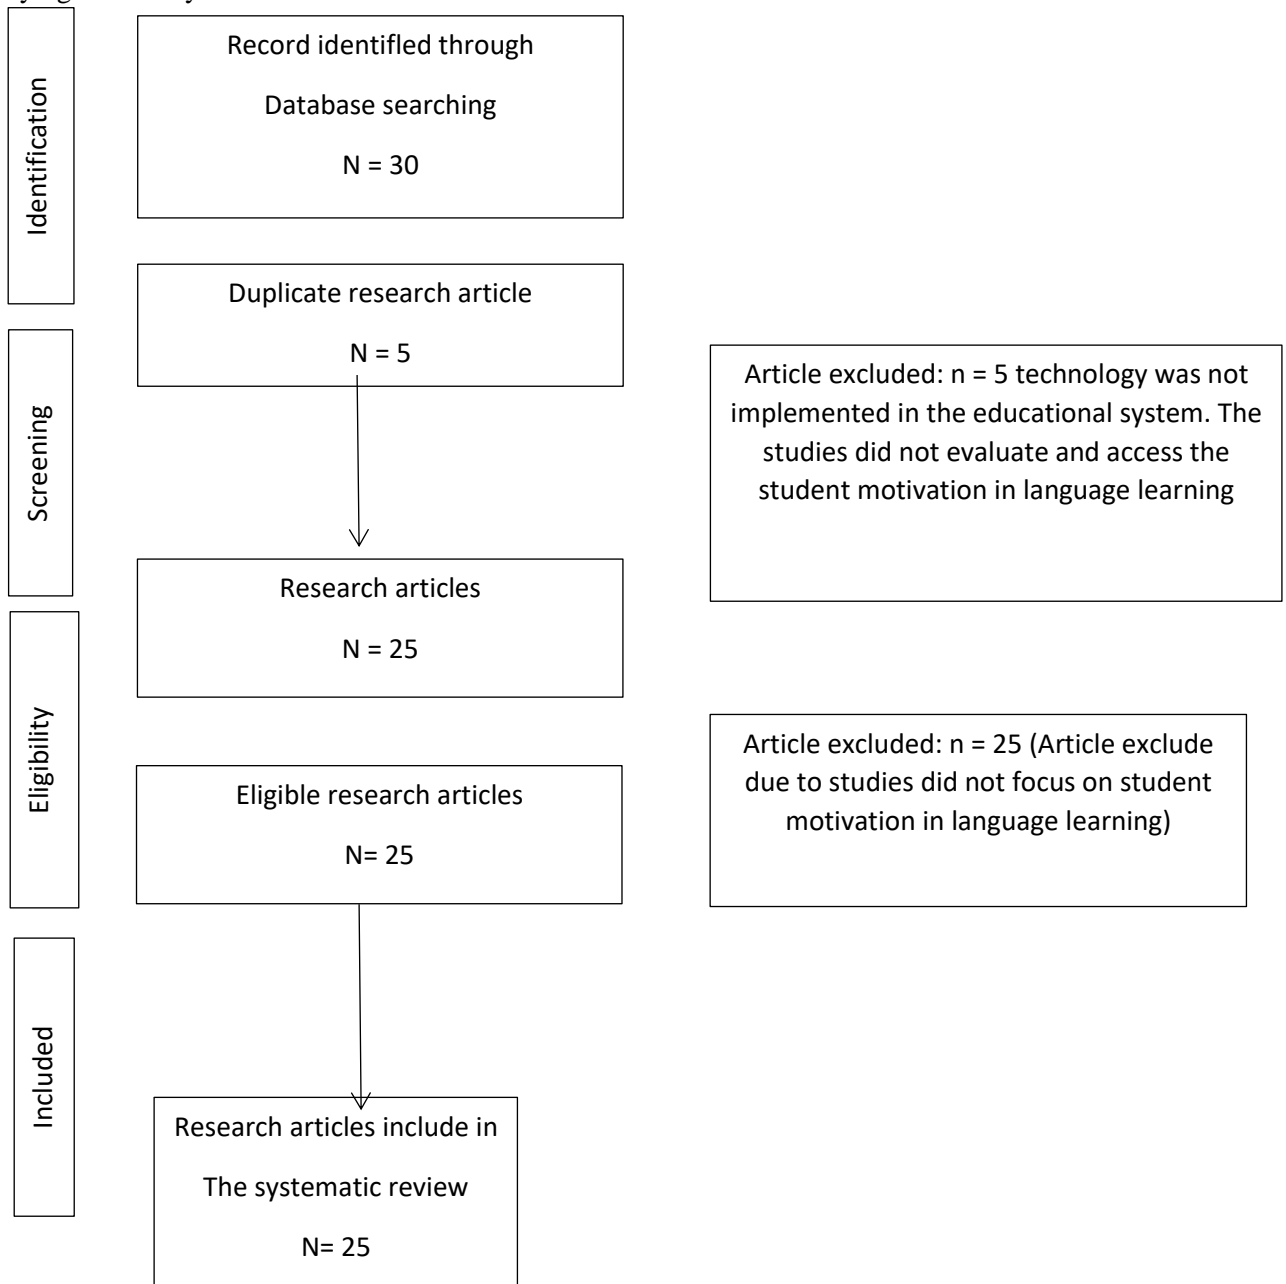 Identification
Record identifled through
Database searching
N = 30
Duplicate research article
N = 5
Screening
Article excluded: n = 5 technology was not
implemented in the educational system. The
studies did not evaluate and access the
student motivation in language learning
Research articles
N = 25
Eligibility
Eligible research articles
N= 25
Article excluded: n = 25 (Article exclude
due to studies did not focus on student
motivation in language learning)
Included
Research articles include in
The systematic review
N= 25